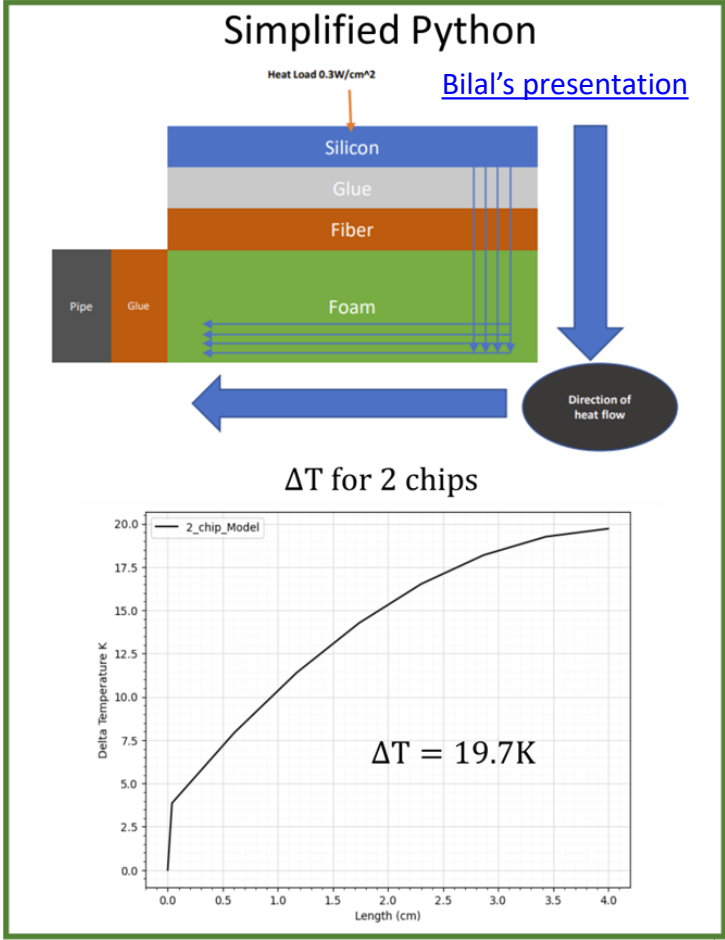 Simplified Python
Heat Load 0.3W/cm^2
Bilal's presentation
Silicon
Glue
Fiber
Pipe
Glue
Foam
Direction of
heat flow
ΔT for 2 chips
2_chip_Model
20.0
17.5
15.0
12.5
10.0
7.5
5.0
2.5
0.0
Delta Temperature K
ΔT = 19.7K
0.0 0.5 1.0 1.5 2.0 2.5 3.0 3.5 4.0
Length (cm)